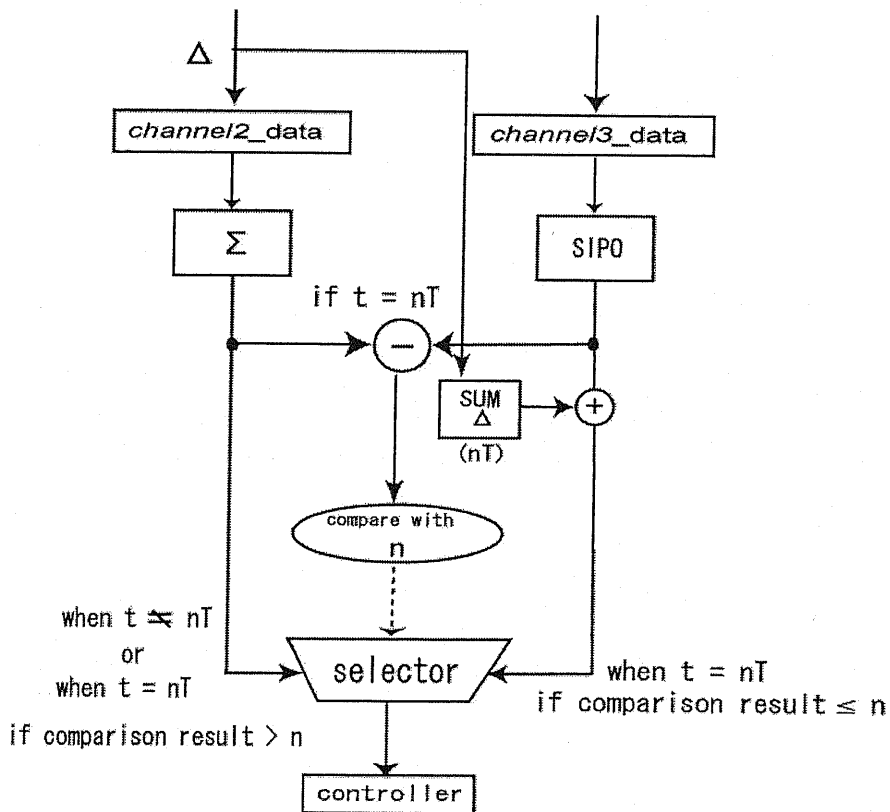 Δ
channel2_data
channel3_data
Σ
SIPO
if t = nT
−
SUM
Δ
(nT)
+
compare with
n
when t ≠ nT
or
when t = nT
if comparison result > n
selector
when t = nT
if comparison result ≤ n
controller